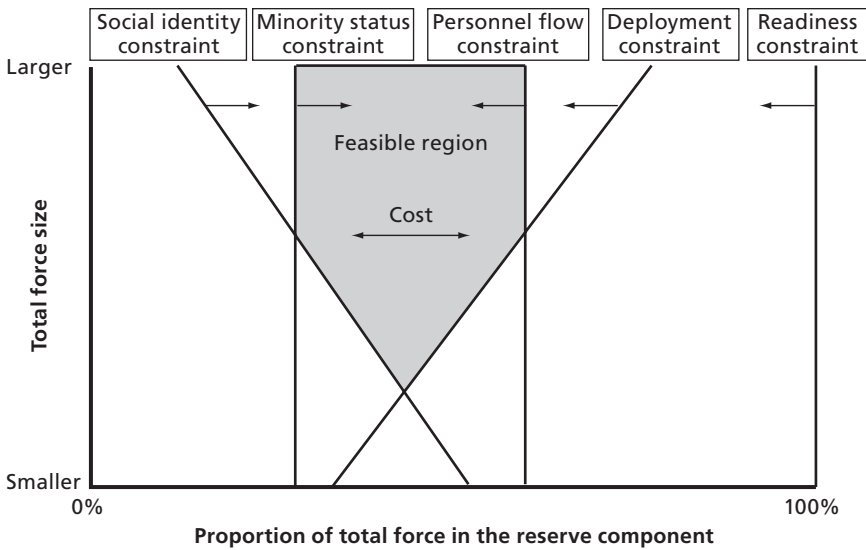 Social identity
constraint
Minority status
constraint
Personnel flow
constraint
Deployment
constraint
Readiness
constraint
Larger
Feasible region
Cost
Total force size
Smaller
0%
100%
Proportion of total force in the reserve component